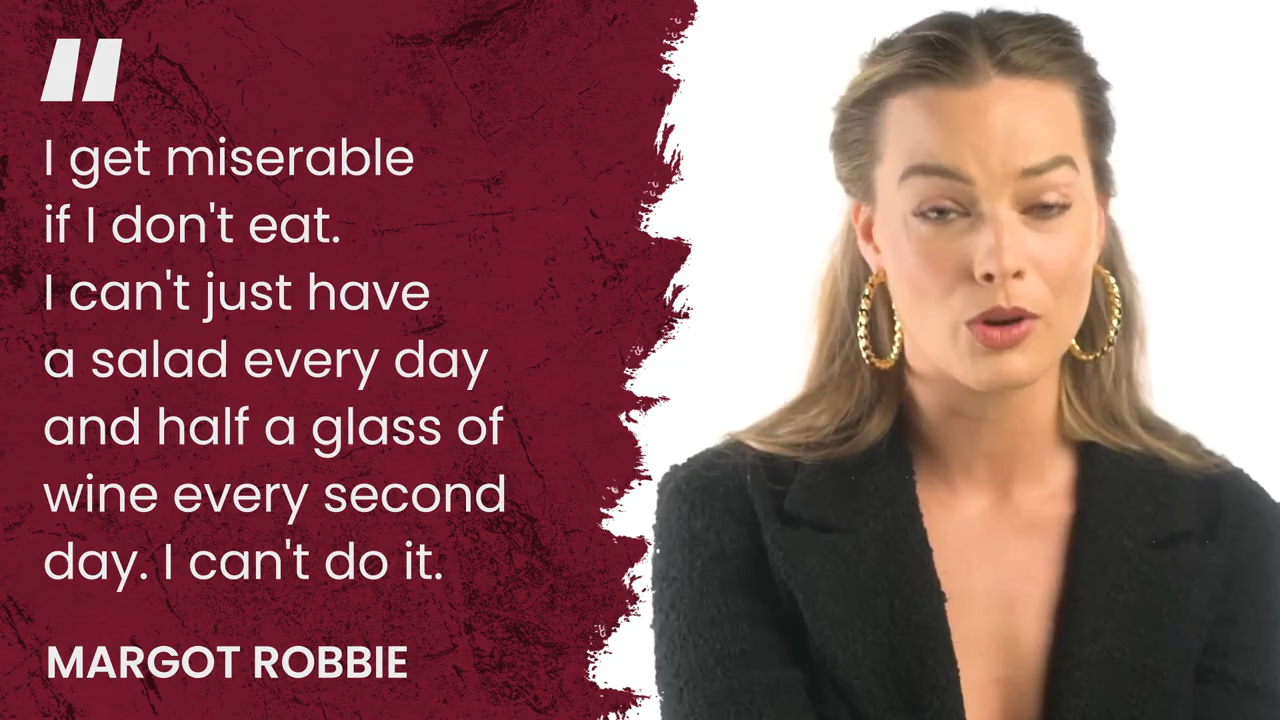 "
I get miserable
if I don't eat.
I can't just have
a salad every day
and half a glass of
wine every second
day. I can't do it.
MARGOT ROBBIE